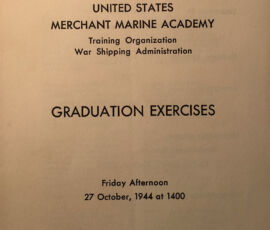 UNITED STATES
MERCHANT MARINE ACADEMY
Training Organization
War Shipping Administration
GRADUATION EXERCISES
Friday Afternoon
27 October, 1944 at 1400